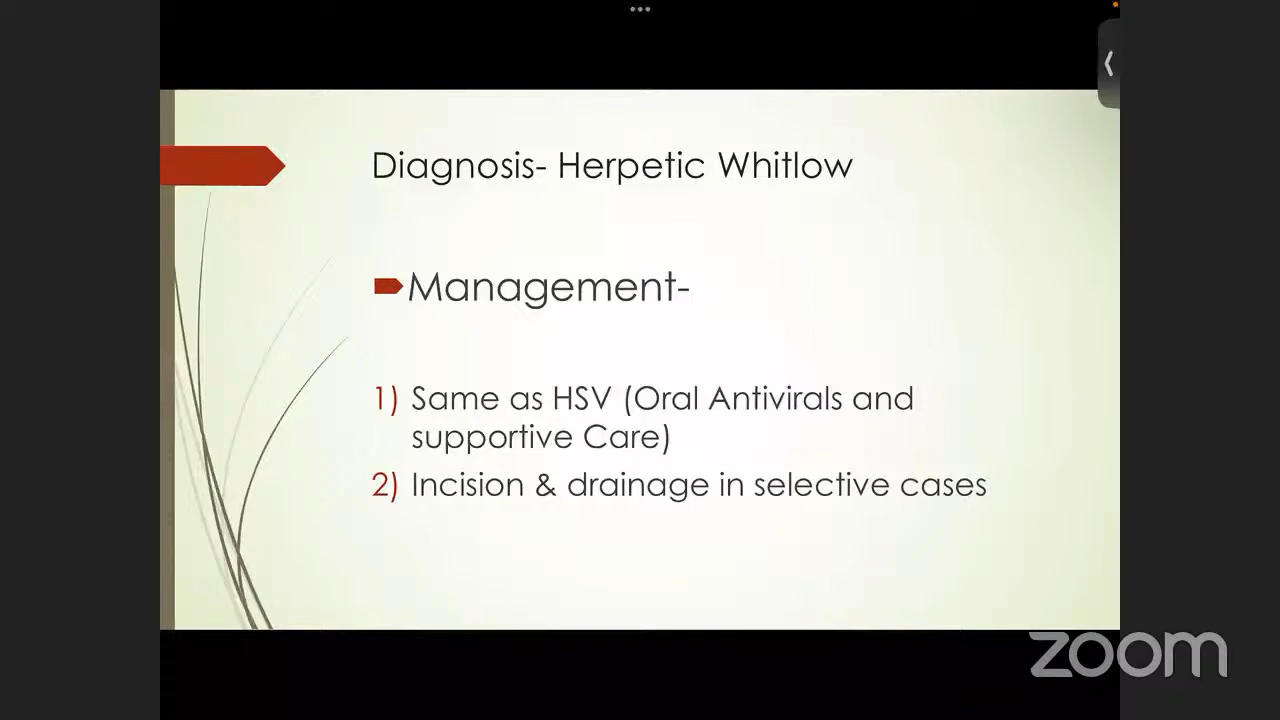 Diagnosis- Herpetic Whitlow
Management-
1) Same as HSV (Oral Antivirals and
supportive Care)
2) Incision & drainage in selective cases
zoom